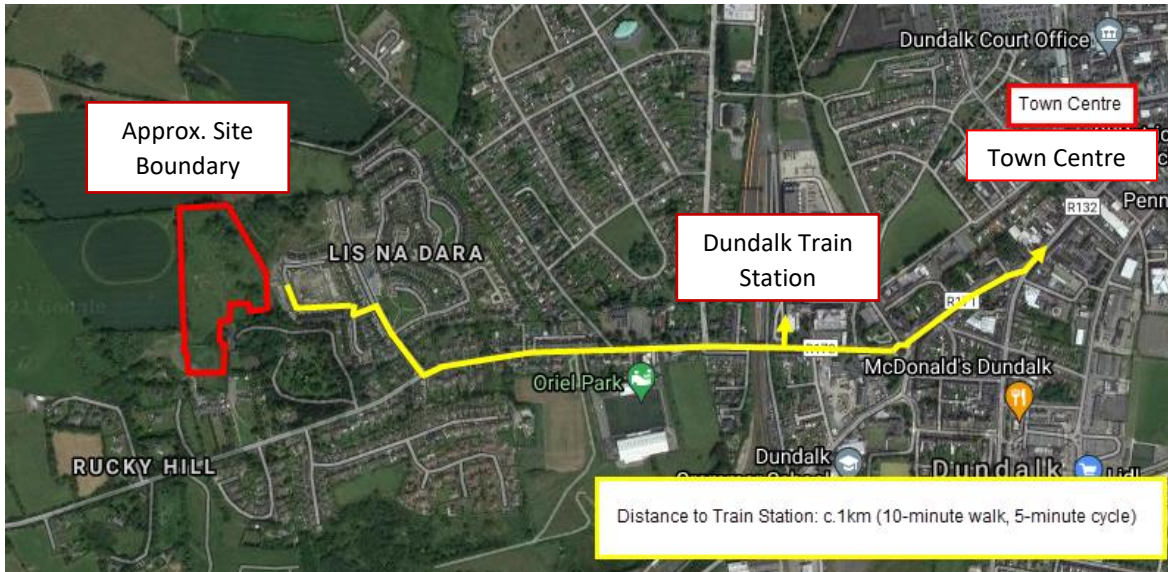 Dundalk Court Office
Approx. Site
Boundary
Town Centre
Town Centre
R132
Penn
LIS NA DARA
Dundalk Train
Station
R171
McDonald's Dundalk
Oriel Park
RUCKY HILL
Dundalk
Dundalk
Lidl
Distance to Train Station: c.1km (10-minute walk, 5-minute cycle)